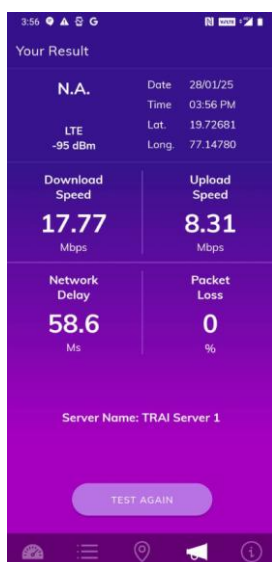 3:56 G
Your Result
N.A.
LTE
-95 dBm
Date 28/01/25
Time 03:56 PM
Lat. 19.72681
Long. 77.14780
Download Speed
17.77
Mbps
Upload Speed
8.31
Mbps
Network Delay
58.6
Ms
Packet Loss
0
%
Server Name: TRAI Server 1
TEST AGAIN